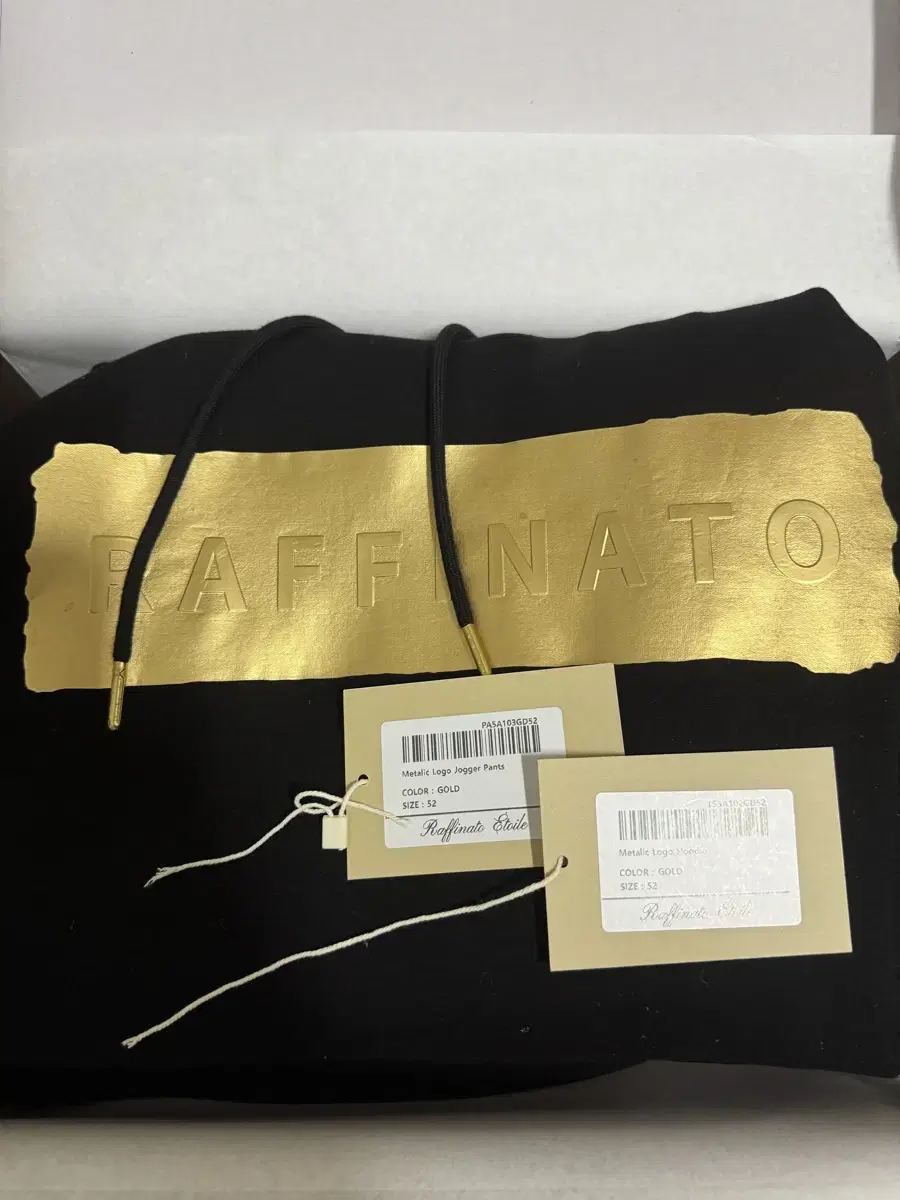 RAFFINATO
PA5A103GD52
Metalic Logo Jogger Pants
COLOR : GOLD
SIZE : 52
Raffinato Etoile
Metalic Logo Hoodie
COLOR : GOLD
SIZE : 52
Raffinato Etoile